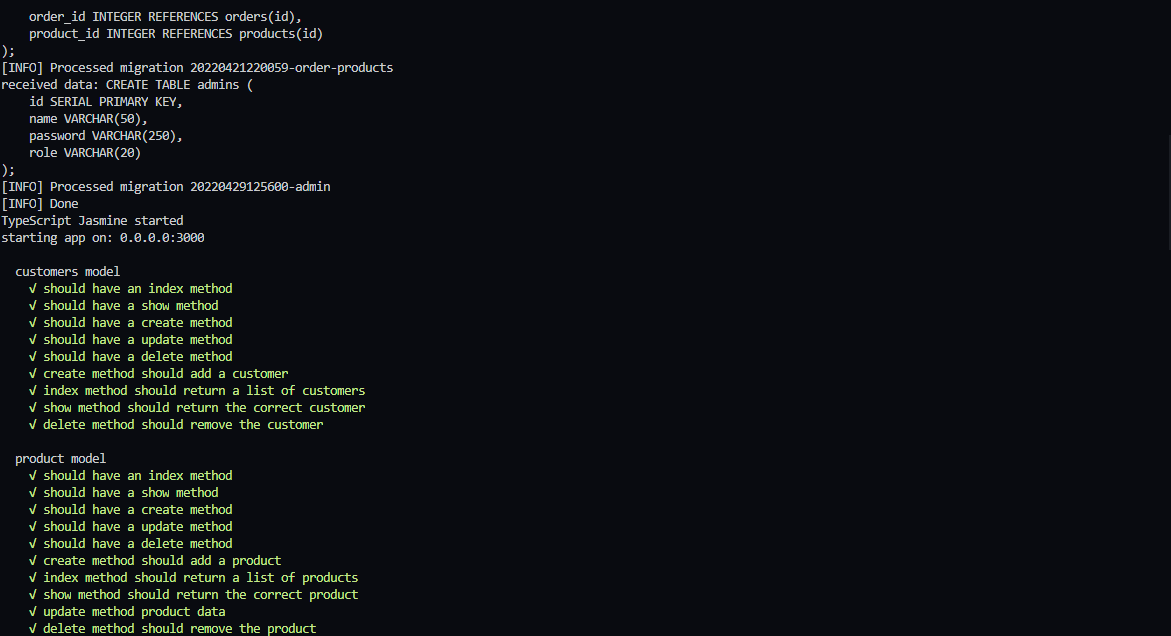 order_id INTEGER REFERENCES orders(id),
product_id INTEGER REFERENCES products(id)
);
[INFO] Processed migration 20220421220059-order-products
received data: CREATE TABLE admins (
id SERIAL PRIMARY KEY,
name VARCHAR(50),
password VARCHAR(250),
role VARCHAR(20)
);
[INFO] Processed migration 20220429125600-admin
[INFO] Done
TypeScript Jasmine started
starting app on: 0.0.0.0:3000
customers model
√ should have an index method
√ should have a show method
√ should have a create method
√ should have a update method
√ should have a delete method
√ create method should add a customer
√ index method should return a list of customers
√ show method should return the correct customer
√ delete method should remove the customer
product model
√ should have an index method
√ should have a show method
√ should have a create method
√ should have a update method
√ should have a delete method
√ create method should add a product
√ index method should return a list of products
√ show method should return the correct product
√ update method product data
√ delete method should remove the product